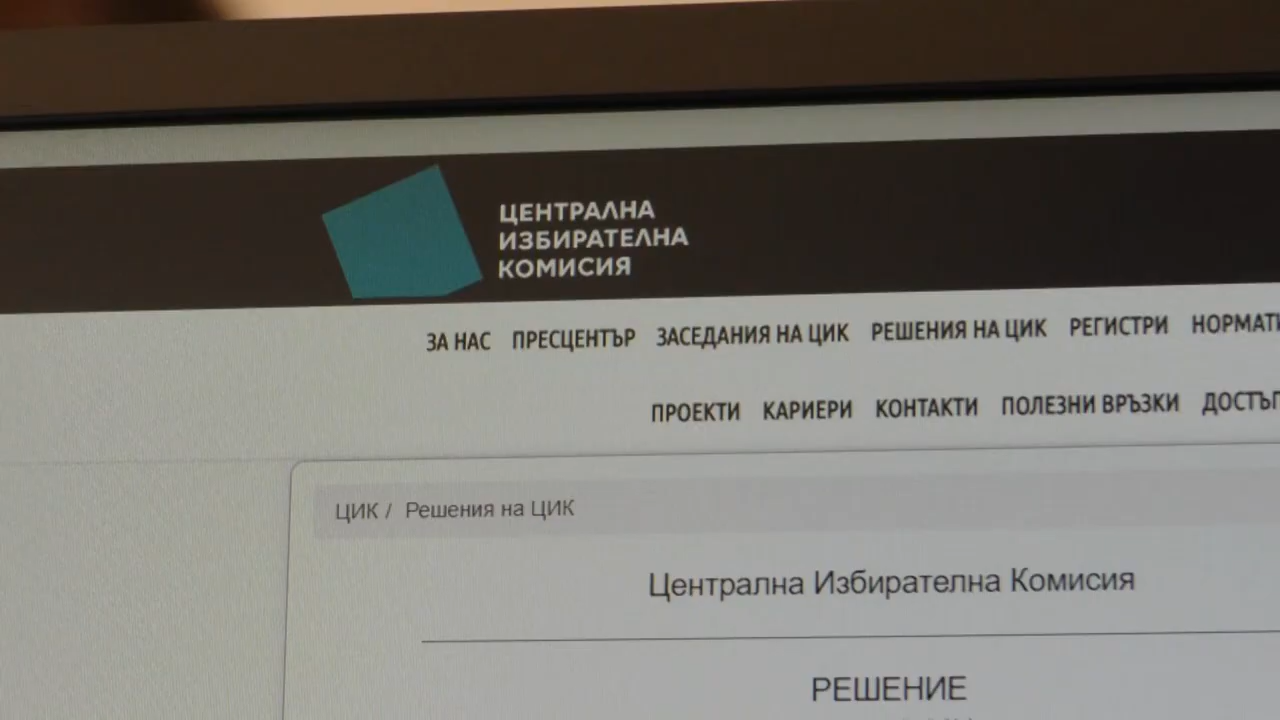 ЦЕНТРАЛНА
ИЗБИРАТЕЛНА
КОМИСИЯ
ЗА НАС ПРЕСЦЕНТЪР ЗАСЕДАНИЯ НА ЦИК РЕШЕНИЯ НА ЦИК РЕГИСТРИ
ПРОЕКТИ КАРИЕРИ КОНТАКТИ ПОЛЕЗНИ ВРЪЗКИ
ЦИК / Решения на ЦИК
Централна Избирателна Комисия
РЕШЕНИЕ